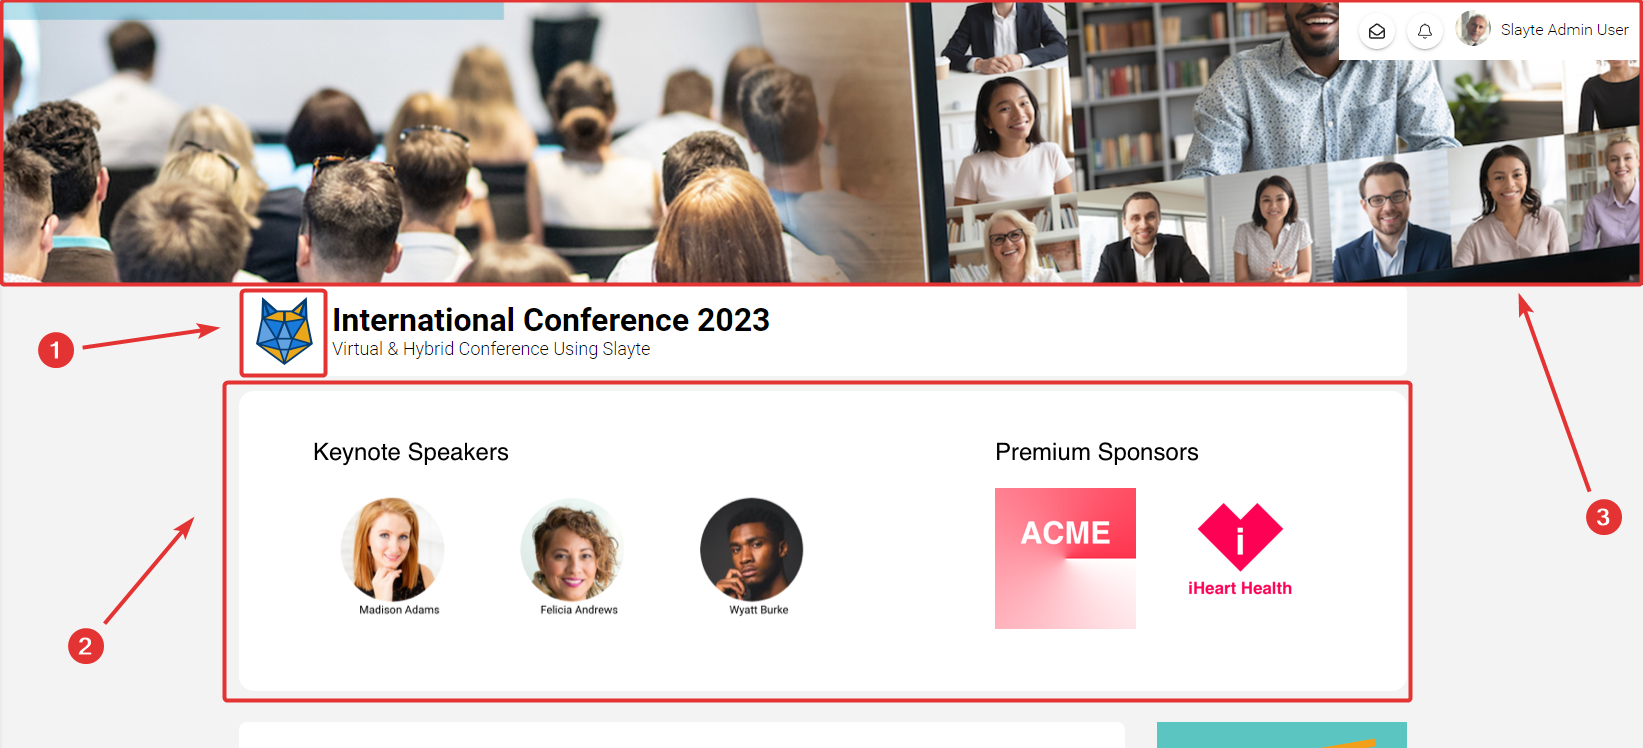 Slayte Admin User
1
International Conference 2023
Virtual & Hybrid Conference Using Slayte
3
2
Keynote Speakers
Premium Sponsors
ACME
i
iHeart Health
Madison Adams
Felicia Andrews
Wyatt Burke